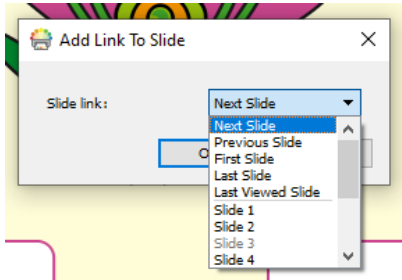 Add Link To Slide
Slide link: Next Slide
Next Slide
Previous Slide
First Slide
Last Slide
Last Viewed Slide
Slide 1
Slide 2
Slide 3
Slide 4